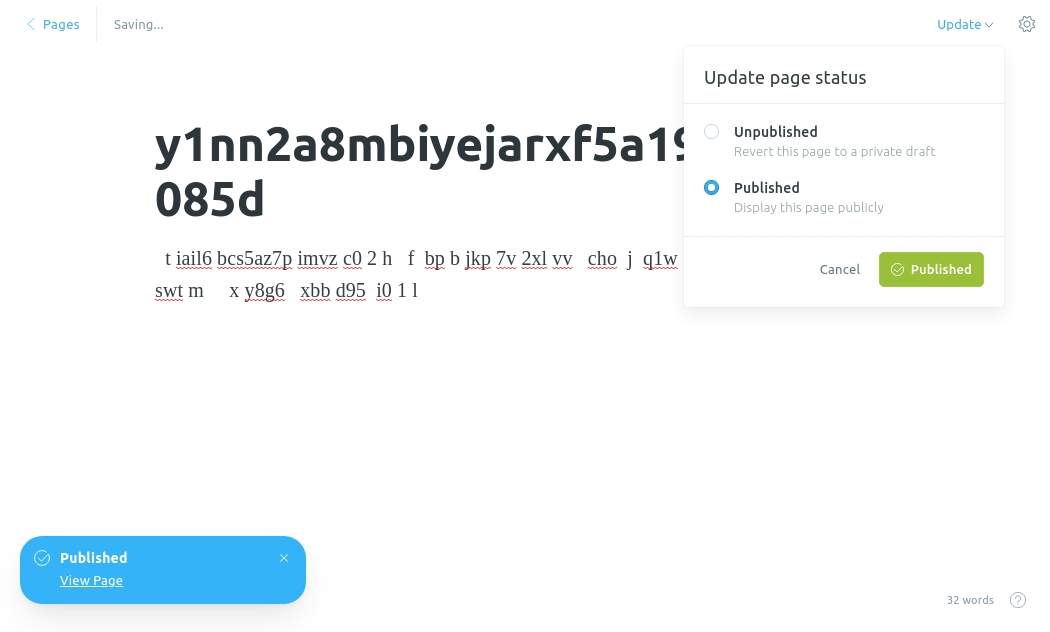 Pages
Saving...
Update
Update page status
y1nn2a8mbiyejarxf5a19
085d
Unpublished
Revert this page to a private draft
Published
Display this page publicly
t iail6 bcs5az7p imvz c0 2 h f bp b jkp 7v 2xl vv cho j q1w
swt m x y8g6 xbb d95 i0 1 l
Cancel
Published
Published
View Page
32 words